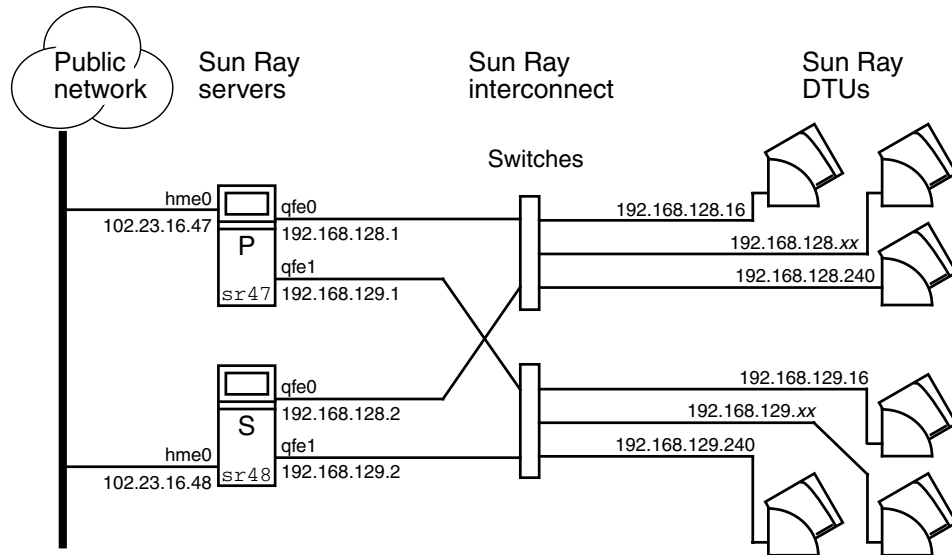 Public
network
Sun Ray
servers
Sun Ray
interconnect
Sun Ray
DTUs
Switches
hme0
102.23.16.47
P
sr47
qfe0
192.168.128.1
qfe1
192.168.129.1
192.168.128.16
192.168.128.xx
192.168.128.240
hme0
102.23.16.48
S
sr48
qfe0
192.168.128.2
qfe1
192.168.129.2
192.168.129.16
192.168.129.xx
192.168.129.240